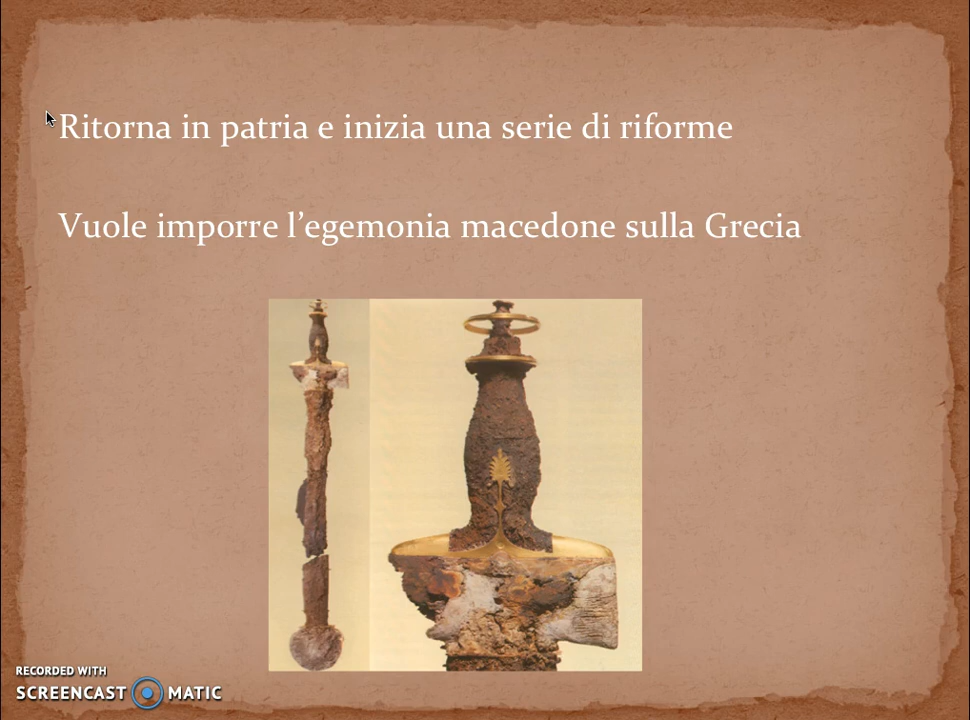 Ritorna in patria e inizia una serie di riforme
Vuole imporre l’egemonia macedone sulla Grecia
RECORDED WITH
SCREENCAST MATIC